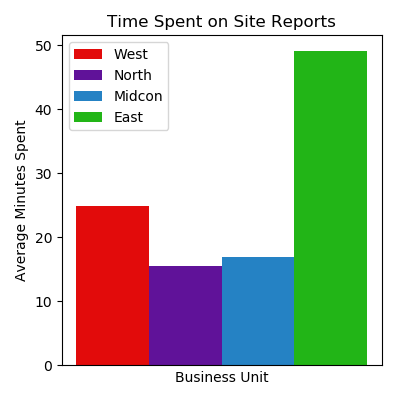 Time Spent on Site Reports
West
North
Midcon
East
Average Minutes Spent
50
40
30
20
10
0
Business Unit